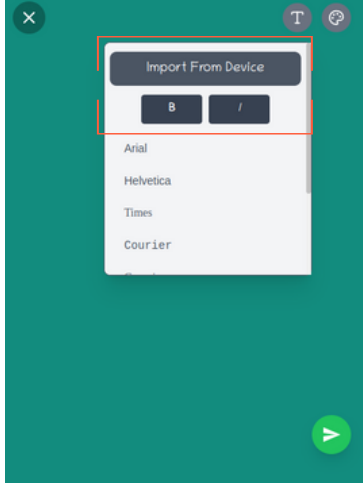 T
Import From Device
B I
Arial
Helvetica
Times
Courier